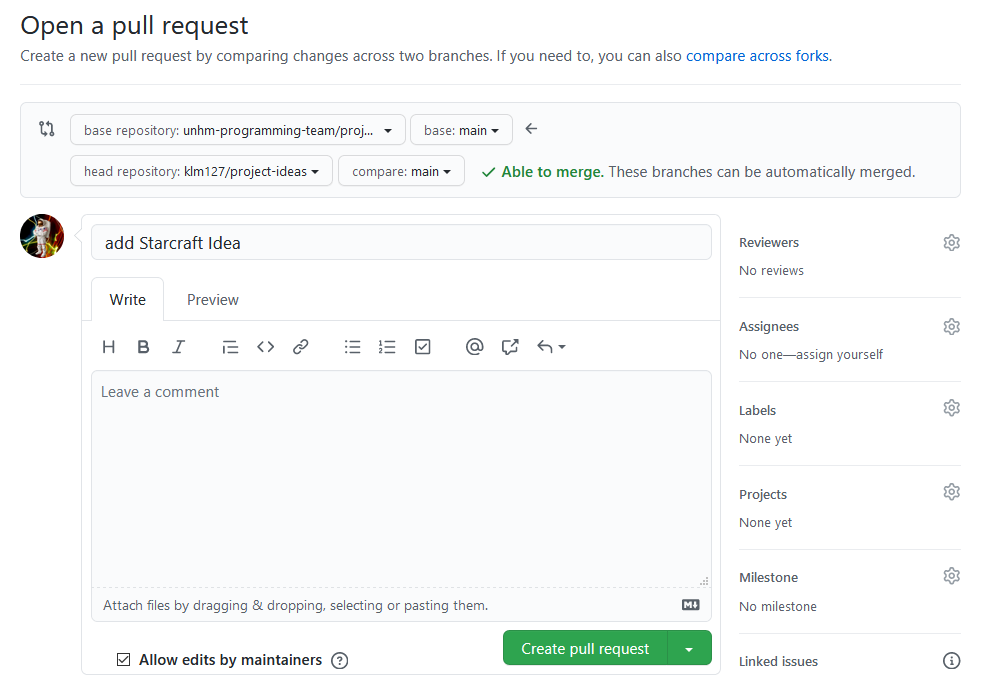 Open a pull request
Create a new pull request by comparing changes across two branches. If you need to, you can also compare across forks.
base repository: unhm-programming-team/proj... base: main
head repository: klm127/project-ideas compare: main Able to merge. These branches can be automatically merged.
add Starcraft Idea
Write Preview
Leave a comment
Attach files by dragging & dropping, selecting or pasting them.
Allow edits by maintainers
Create pull request
Reviewers
No reviews
Assignees
No one—assign yourself
Labels
None yet
Projects
None yet
Milestone
No milestone
Linked issues